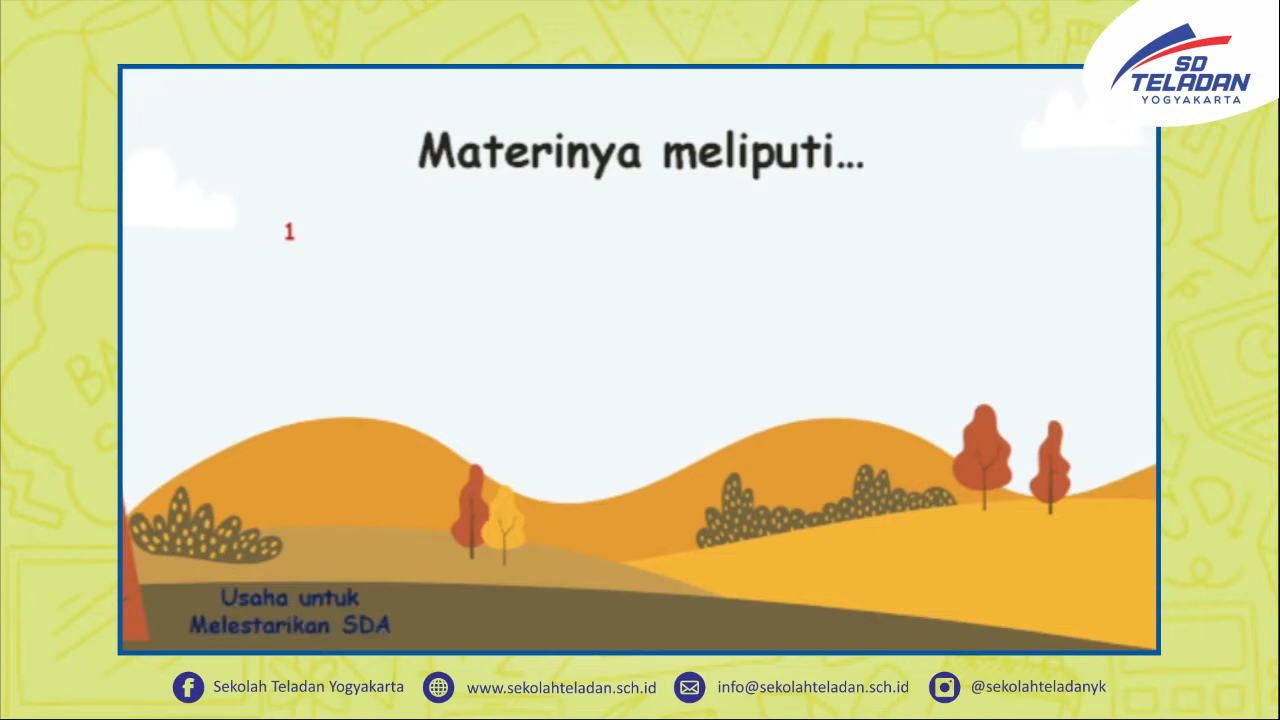 SD
TELADAN
YOGYAKARTA
Materinya meliputi...
1
Usaha untuk
Melestarikan SDA
Sekolah Teladan Yogyakarta
www.sekolahteladan.sch.id
info@sekolahteladan.sch.id
@sekolahteladanyk